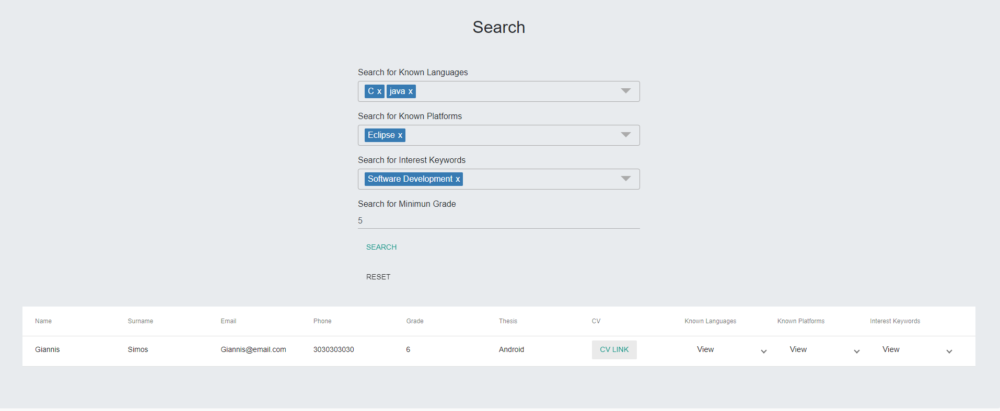 Search
Search for Known Languages
C x java x
Search for Known Platforms
Eclipse x
Search for Interest Keywords
Software Development x
Search for Minimun Grade
5
SEARCH
RESET
Name Surname Email Phone Grade Thesis CV Known Languages Known Platforms Interest Keywords
Giannis Simos Giannis@email.com 3030303030 6 Android CV LINK View View View